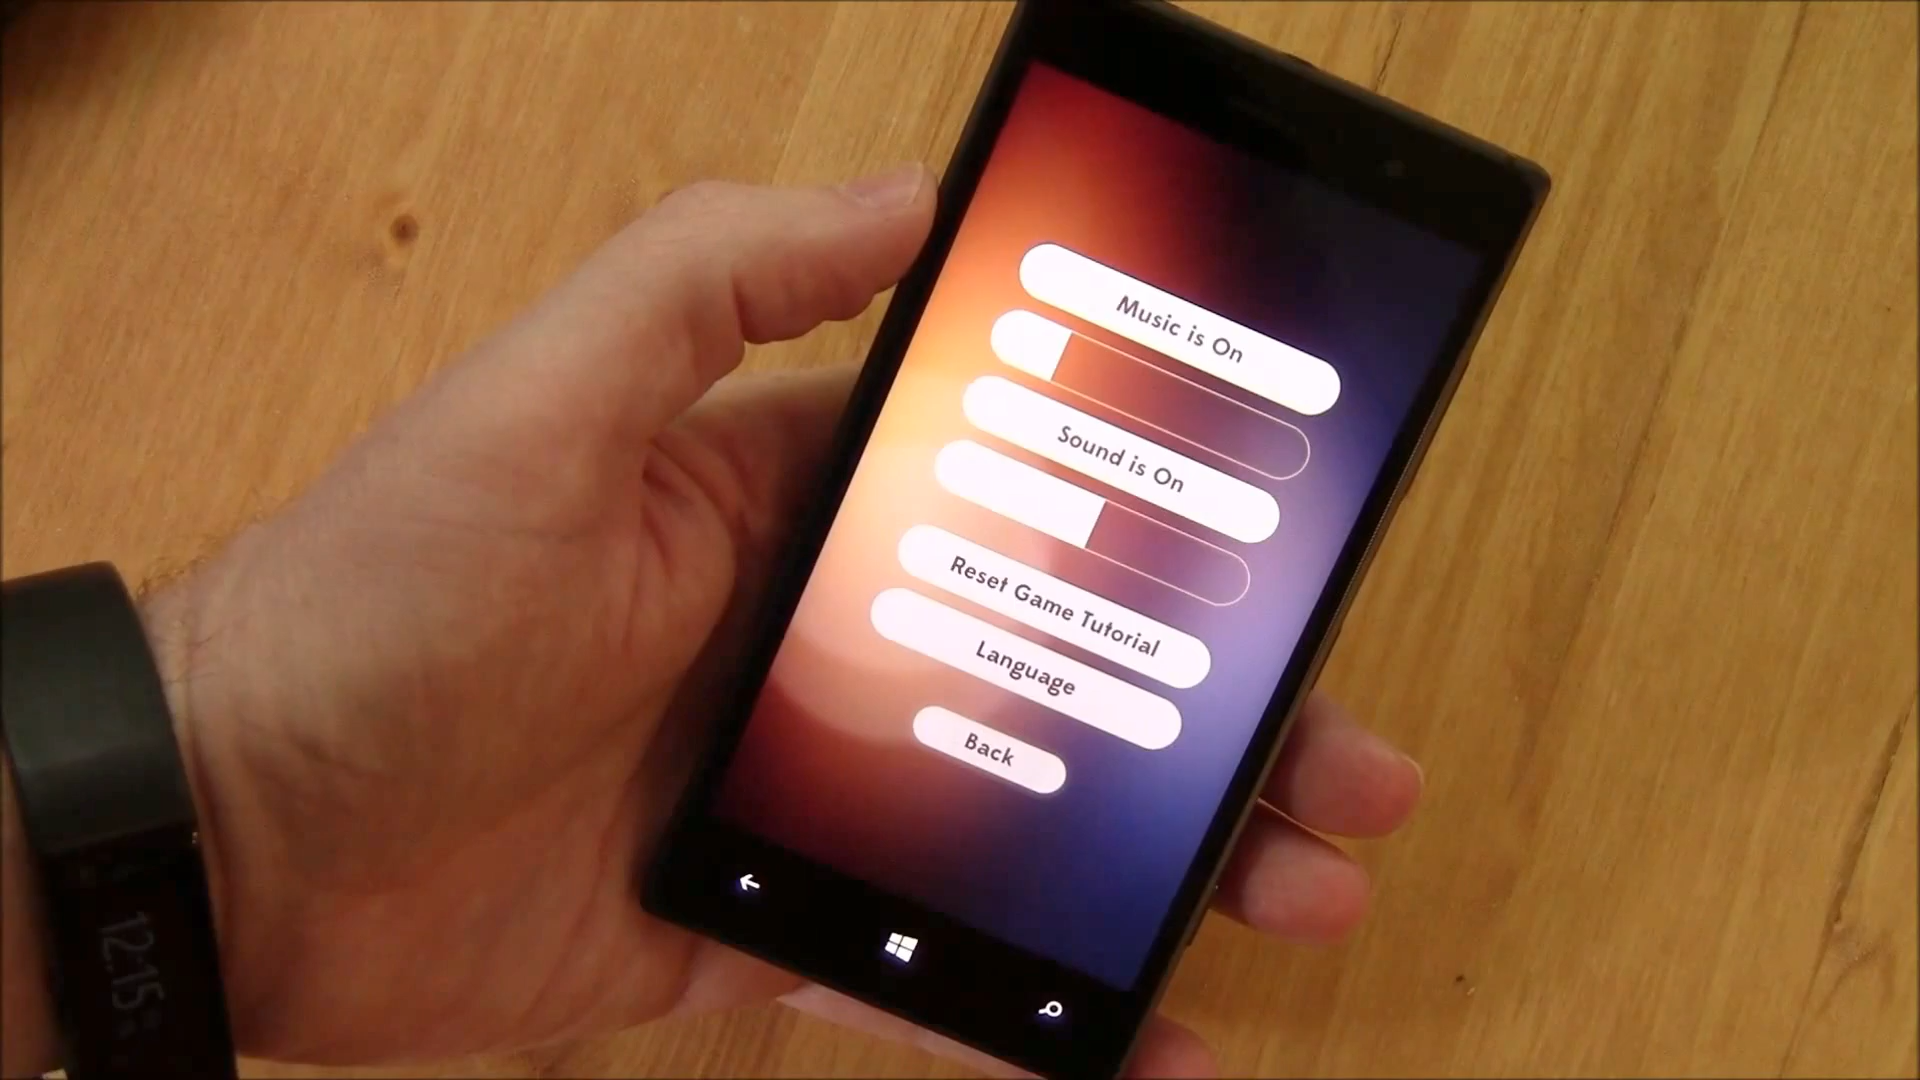 Music is On
Sound is On
Reset Game Tutorial
Language
Back
12:15